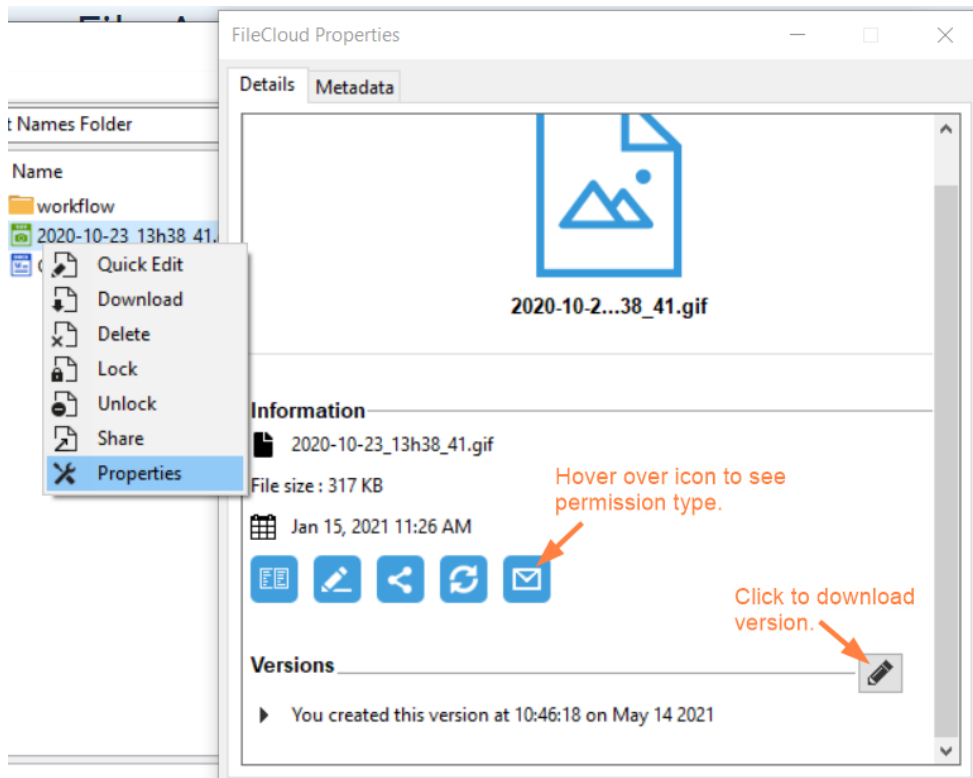 FileCloud Properties
Details
Metadata
t Names Folder
Name
workflow
2020-10-23 13h38 41.
Quick Edit
Download
Delete
Lock
Unlock
Share
Properties
2020-10-2...38_41.gif
Information
2020-10-23_13h38_41.gif
File size : 317 KB
Jan 15, 2021 11:26 AM
Hover over icon to see
permission type.
Click to download
version.
Versions
You created this version at 10:46:18 on May 14 2021